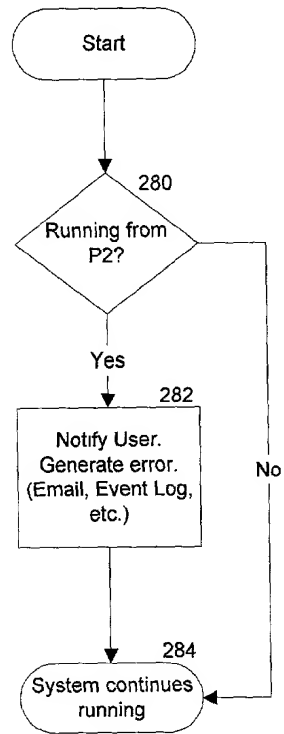 Start
280
Running from
P2?
Yes
282
Notify User.
Generate error.
(Email, Event Log,
etc.)
No
284
System continues
running